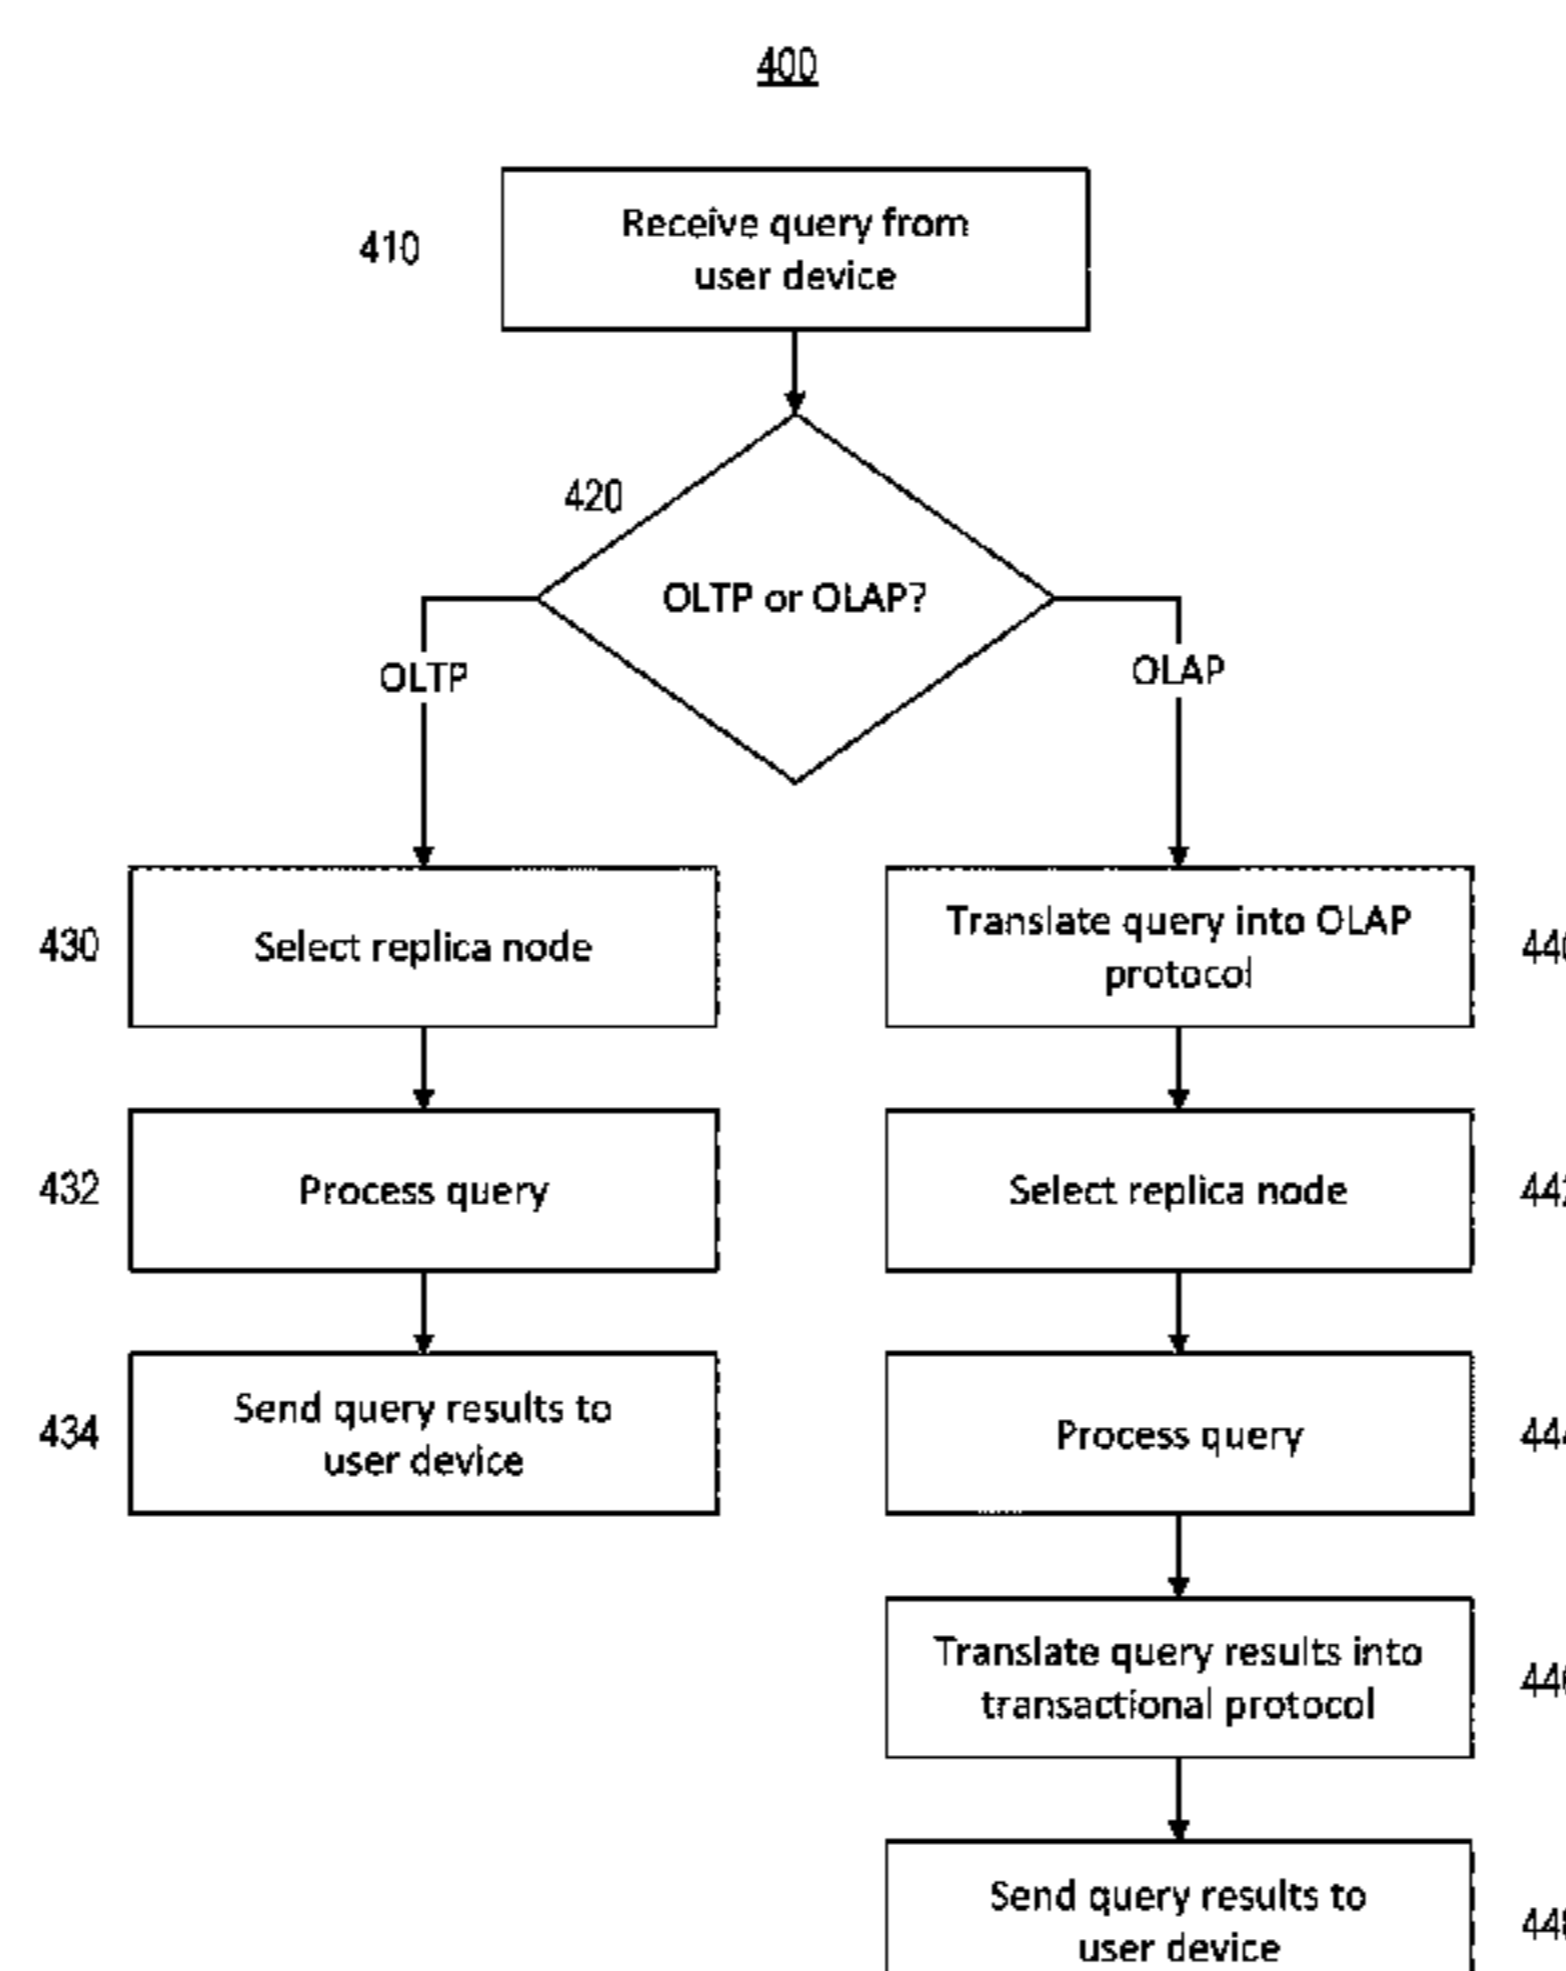 400
410
Receive query from
user device
420
OLTP or OLAP?
OLTP
OLAP
430
Select replica node
Translate query into OLAP
protocol
432
Process query
Select replica node
434
Send query results to
user device
Process query
Translate query results into
transactional protocol
Send query results to
user device